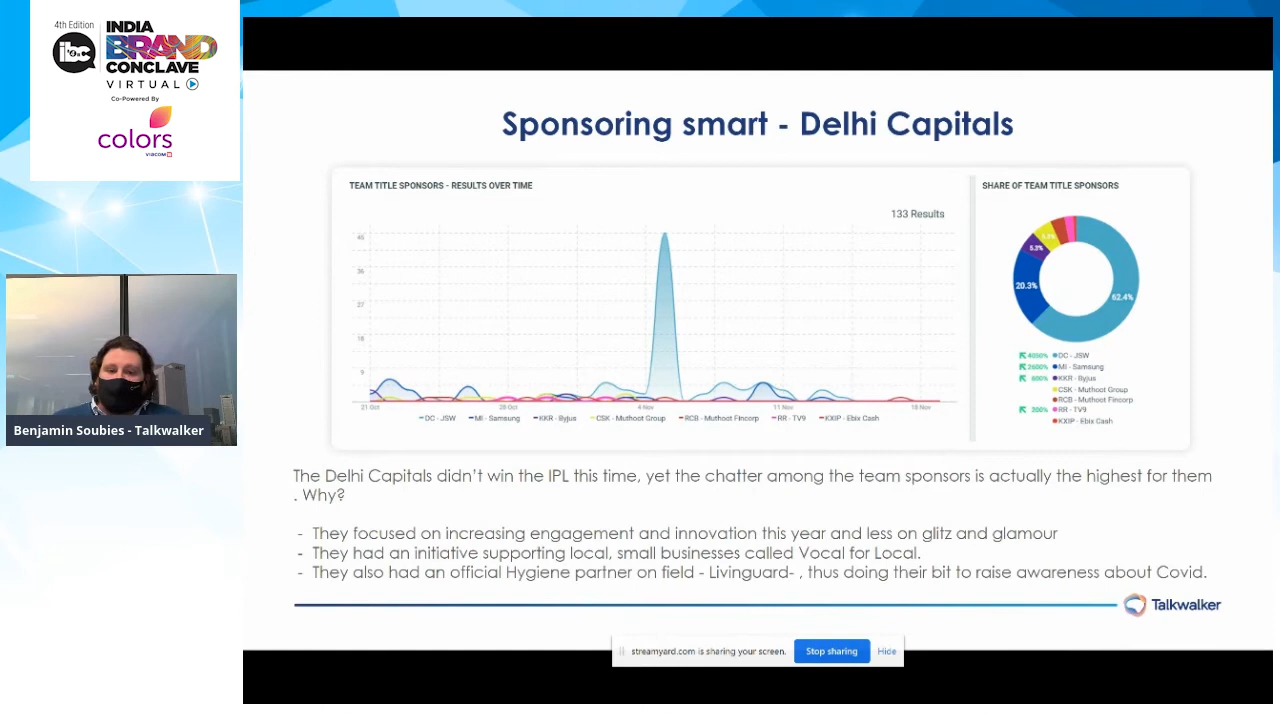 4th Edition
INDIA
ibc
BRAND
CONCLAVE
VIRTUAL
Co-Powered By
colors
VIACOM
Benjamin Soubies - Talkwalker
Sponsoring smart - Delhi Capitals
TEAM TITLE SPONSORS - RESULTS OVER TIME
133 Results
45
36
27
18
9
21 Oct 28 Oct 4 Nov 11 Nov 18 Nov
DC - JSW MI - Samsung KKR - Byjus CSK - Muthoot Group RCB - Muthoot Fincorp RR - TV9 KXIP - Ebix Cash
SHARE OF TEAM TITLE SPONSORS
5.3%
20.3%
62.4%
4050% DC - JSW
2600% MI - Samsung
600% KKR - Byjus
CSK - Muthoot Group
RCB - Muthoot Fincorp
200% RR - TV9
KXIP - Ebix Cash
The Delhi Capitals didn't win the IPL this time, yet the chatter among the team sponsors is actually the highest for them
. Why?
- They focused on increasing engagement and innovation this year and less on glitz and glamour
- They had an initiative supporting local, small businesses called Vocal for Local.
- They also had an official Hygiene partner on field - Livinguard- , thus doing their bit to raise awareness about Covid.
Talkwalker
streamyard.com is sharing your screen. Stop sharing Hide